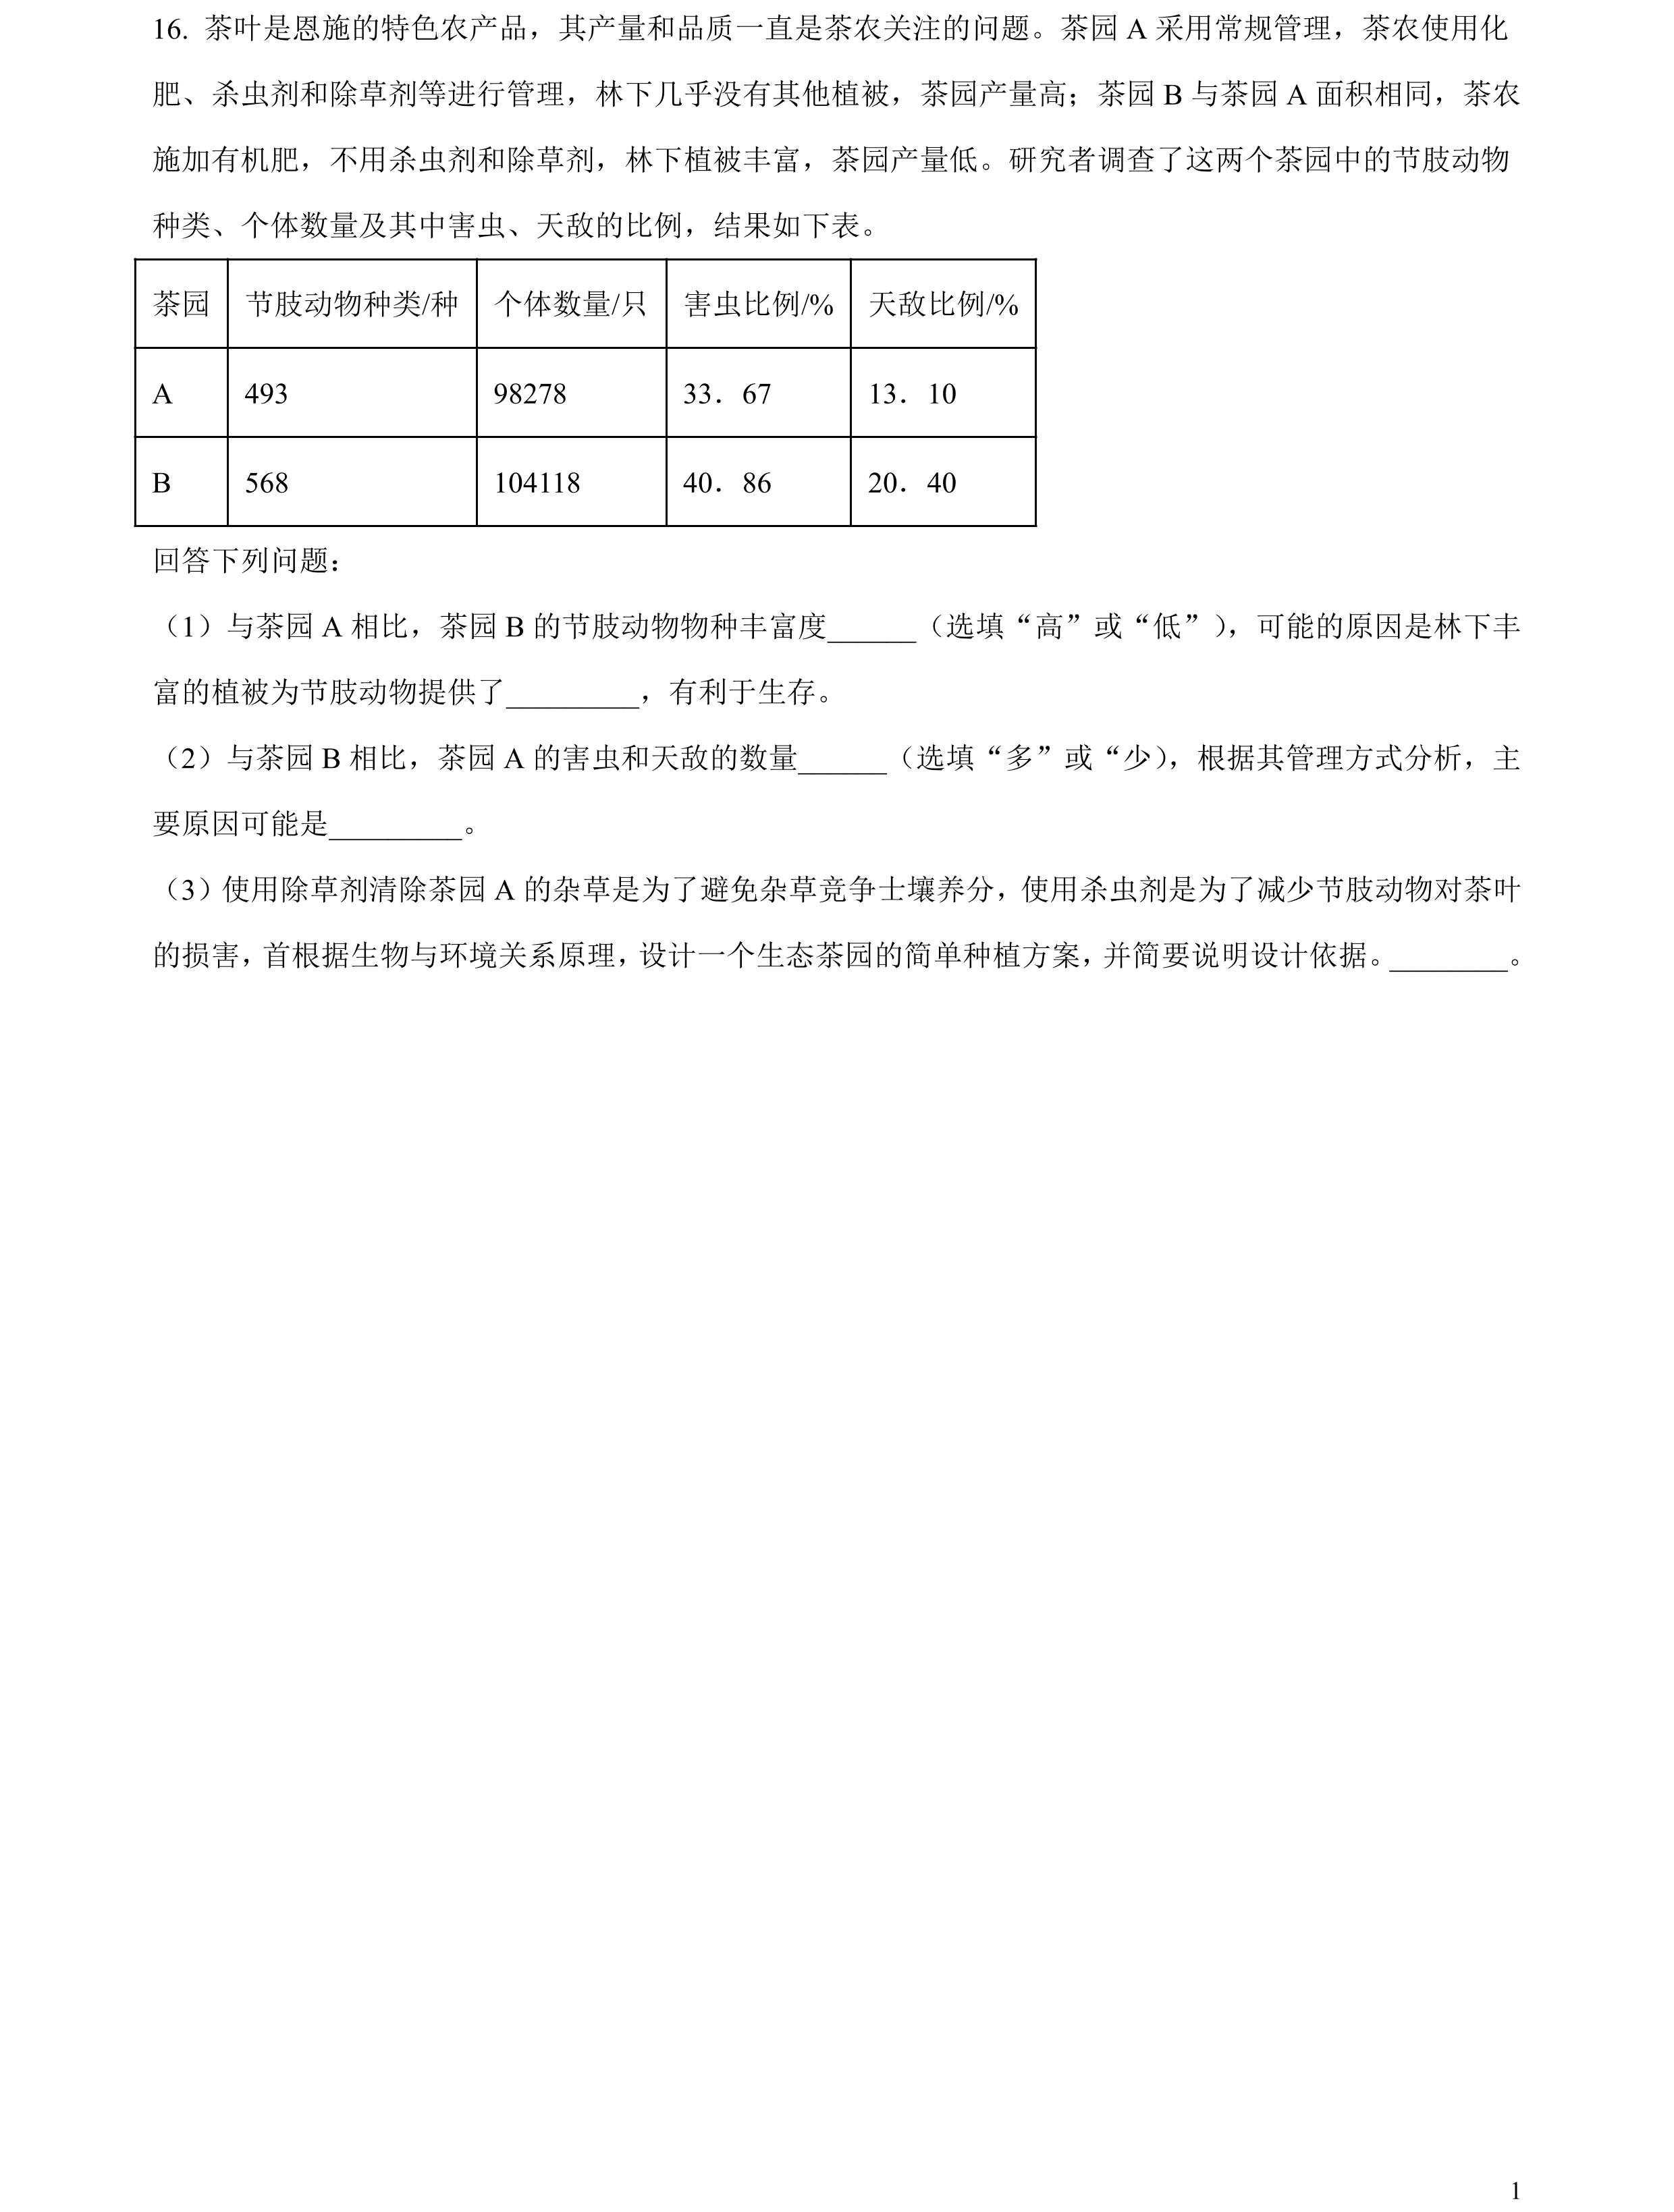 16. 茶叶是恩施的特色农产品，其产量和品质一直是茶农关注的问题。茶园 A 采用常规管理，茶农使用化
肥、杀虫剂和除草剂等进行管理，林下几乎没有其他植被，茶园产量高；茶园 B 与茶园 A 面积相同，茶农
施加有机肥，不用杀虫剂和除草剂，林下植被丰富，茶园产量低。研究者调查了这两个茶园中的节肢动物
种类、个体数量及其中害虫、天敌的比例，结果如下表。
茶园 节肢动物种类/种 个体数量/只 害虫比例/% 天敌比例/%
A 493 98278 33．67 13．10
B 568 104118 40．86 20．40
回答下列问题：
（1）与茶园 A 相比，茶园 B 的节肢动物物种丰富度______（选填“高”或“低”），可能的原因是林下丰
富的植被为节肢动物提供了_________，有利于生存。
（2）与茶园 B 相比，茶园 A 的害虫和天敌的数量______（选填“多”或“少），根据其管理方式分析，主
要原因可能是_________。
（3）使用除草剂清除茶园 A 的杂草是为了避免杂草竞争士壤养分，使用杀虫剂是为了减少节肢动物对茶叶
的损害，首根据生物与环境关系原理，设计一个生态茶园的简单种植方案，并简要说明设计依据。________。
1